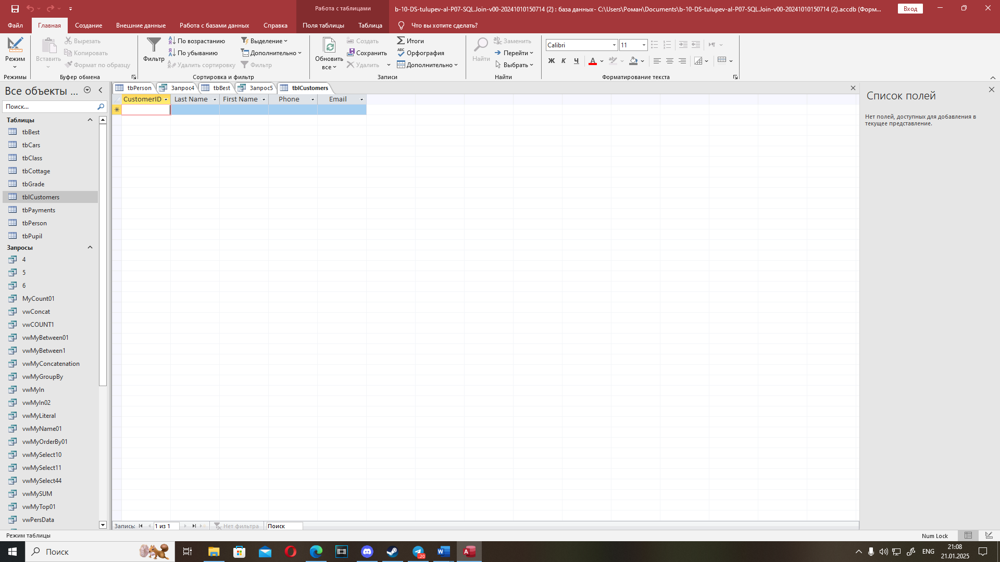 Работа с таблицами
b-10-DS-tulupev-al-P07-SQL.Join-v00-20241010150714 (2) : база данных- C:\Users\Роман\Documents\b-10-DS-tulupev-al-P07-SQL.Join-v00-20241010150714 (2).accdb (Форм...
Вход
Файл Главная Создание Внешние данные Работа с базами данных Справка Поля таблицы Таблица Что вы хотите сделать?
Режим
Режимы
Вставить
Вырезать
Копировать
Формат по образцу
Буфер обмена
Фильтр
По возрастанию
По убыванию
Удалить сортировку
Выделение
Дополнительно
Фильтр
Сортировка и фильтр
Обновить
все
Создать
Сохранить
Удалить
Итоги
Орфография
Дополнительно
Записи
Найти
Заменить
Перейти
Выбрать
Найти
Calibri 11
Ж К Ч
Форматирование текста
Все объекты ...
Поиск...
Таблицы
tbBest
tbCars
tbClass
tbCottage
tbGrade
tblCustomers
tbPayments
tbPerson
tbPupil
Запросы
4
5
6
MyCount01
vwConcat
vwCOUNT1
vwMyBetween01
vwMyBetween1
vwMyConcatenation
vwMyGroupBy
vwMyIn
vwMyIn02
vwMyLiteral
vwMyName01
vwMyOrderBy01
vwMySelect10
vwMySelect11
vwMySelect44
vwMySUM
vwMyTop01
vwPersData
tbPerson Запрос4 tbBest Запрос5 tblCustomers
CustomerID Last Name First Name Phone Email
Запись: 1 из 1 Нет фильтра Поиск
Список полей
Нет полей, доступных для добавления в
текущее представление.
Режим таблицы
Num Lock
Поиск
20
ENG
21:08
21.01.2025